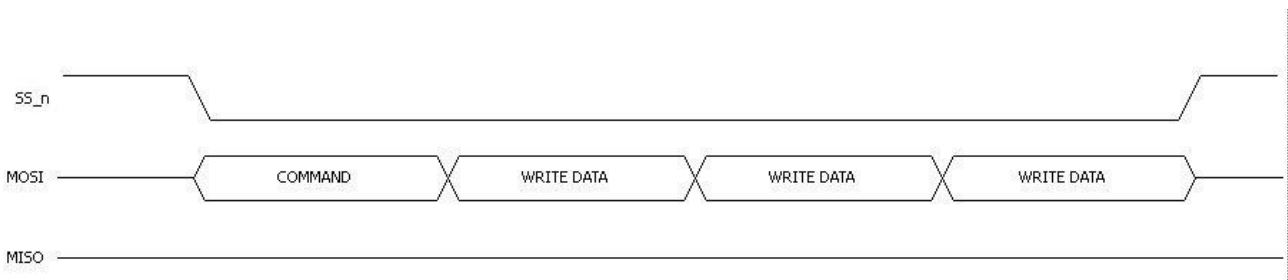 SS_n
MOSI COMMAND WRITE DATA WRITE DATA WRITE DATA
MISO